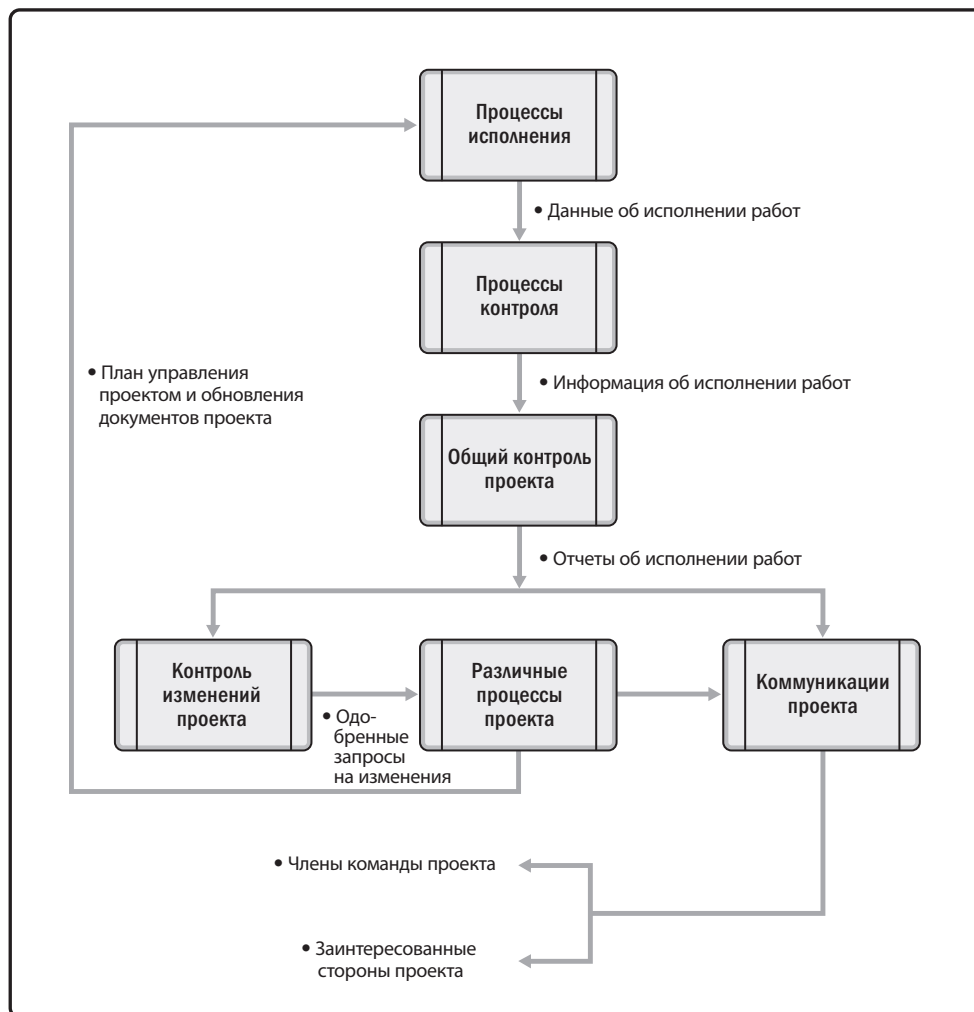 Процессы
исполнения
• Данные об исполнении работ
Процессы
контроля
• План управления
проектом и обновления
документов проекта
• Информация об исполнении работ
Общий контроль
проекта
• Отчеты об исполнении работ
Контроль
изменений
проекта
• Одо-
бренные
запросы
на изменения
Различные
процессы
проекта
Коммуникации
проекта
• Члены команды проекта
• Заинтересованные
стороны проекта